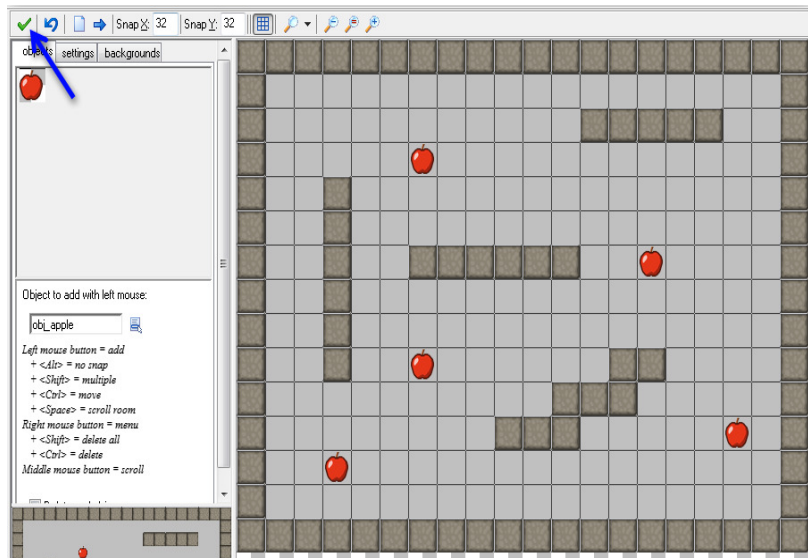 Snap X: 32 Snap Y: 32
objects settings backgrounds
Object to add with left mouse:
obj_apple
Left mouse button = add
+ <Alt> = no snap
+ <Shift> = multiple
+ <Ctrl> = move
+ <Space> = scroll room
Right mouse button = menu
+ <Shift> = delete all
+ <Ctrl> = delete
Middle mouse button = scroll